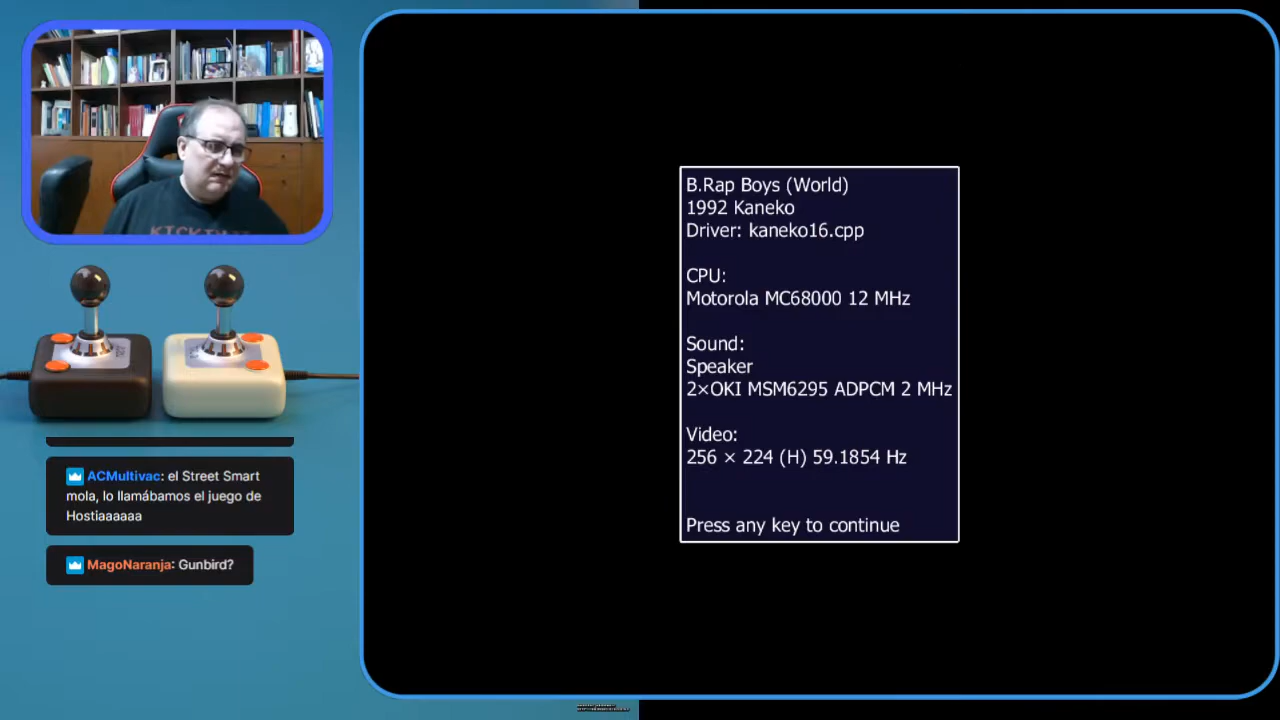 B.Rap Boys (World)
1992 Kaneko
Driver: kaneko16.cpp
CPU:
Motorola MC68000 12 MHz
Sound:
Speaker
2×OKI MSM6295 ADPCM 2 MHz
Video:
256 × 224 (H) 59.1854 Hz
Press any key to continue
ACMultivac: el Street Smart
mola, lo llamábamos el juego de
Hostiaaaaaa
MagoNaranja: Gunbird?